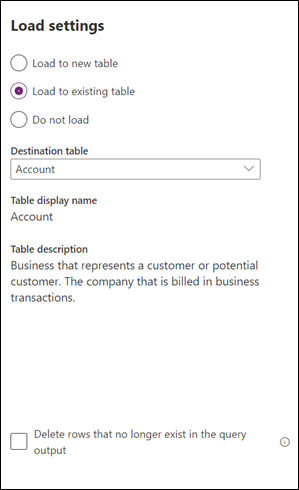 Load settings
Load to new table
Load to existing table
Do not load
Destination table
Account
Table display name
Account
Table description
Business that represents a customer or potential
customer. The company that is billed in business
transactions.
Delete rows that no longer exist in the query
output